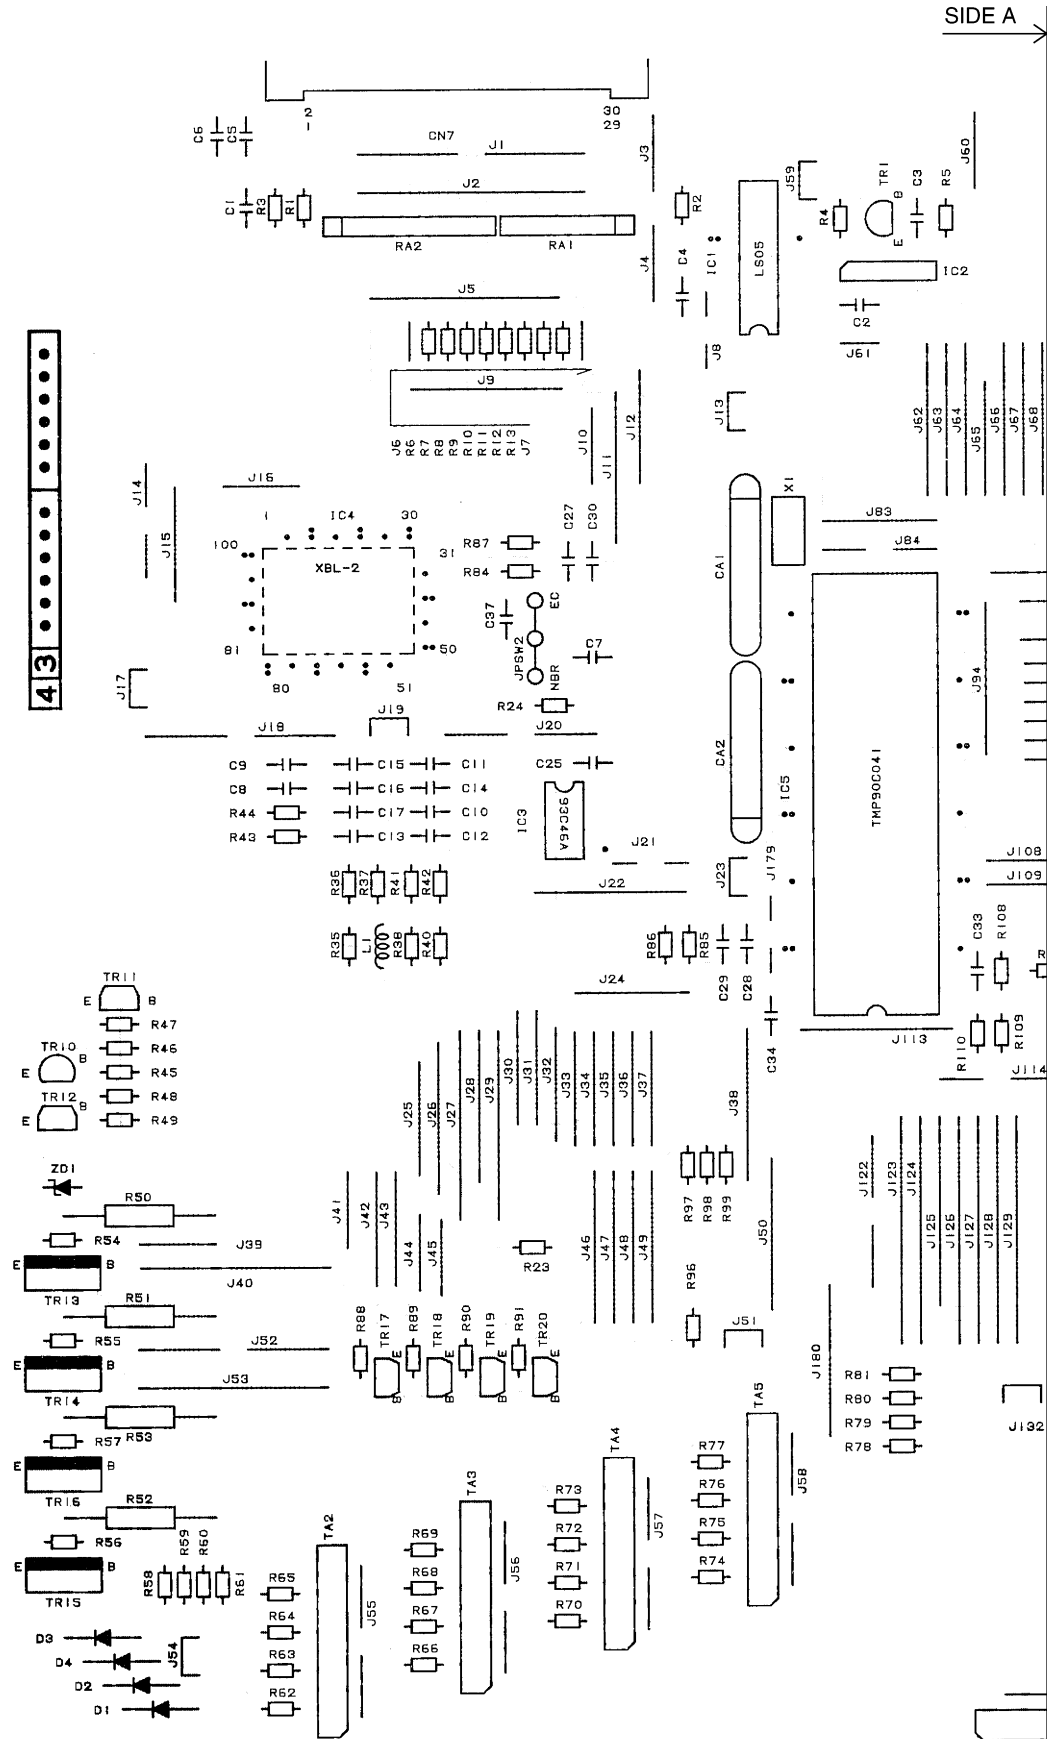 SIDE A
2
1
30
29
CN7
J1
J2
J3
J4
J60
C6
C5
C1
R3
R1
RA2
RA1
R2
C4
IC1
LS05
J59
R4
TR1
B
E
C3
R5
IC2
C2
J61
J5
J8
J9
J13
J6
R6
R7
R8
R9
R10
R11
R12
R13
J7
J10
J11
J12
J62
J63
J64
J65
J66
J67
J68
J14
J15
J16
1
IC4
30
100
31
XBL-2
81
50
80
51
R87
R84
C27
C30
C37
JPSW2
EC
NBR
C7
R24
CA1
X1
J83
J84
43
J17
J18
J19
J20
J94
C9
C8
R44
R43
C15
C16
C17
C13
C11
C14
C10
C12
C25
IC3
93C46A
CA2
IC5
TMP90C041
J21
J22
J23
J179
J108
J109
R36
R37
R41
R42
R35
L1
R38
R40
R86
R85
C29
C28
C33
R108
R
J24
C34
J113
R110
R109
J114
TR11
E
B
R47
TR10
E
B
R46
R45
TR12
E
B
R48
R49
J25
J26
J27
J28
J29
J30
J31
J32
J33
J34
J35
J36
J37
J38
ZD1
R50
R54
J39
E
B
J40
TR13
R51
R55
J52
E
B
J53
TR14
R53
R57
E
B
TR16
R52
R56
E
B
TR15
J41
J42
J43
J44
J45
R23
J46
J47
J48
J49
R97
R98
R99
J50
R96
J51
J122
J123
J124
J125
J126
J127
J128
J129
R88
TR17
E
B
R89
TR18
E
B
R90
TR19
E
B
R91
TR20
E
B
J180
R81
R80
R79
R78
J132
TA5
R77
R76
R75
R74
J58
TA4
R73
R72
R71
R70
J57
TA3
R69
R68
R67
R66
J56
TA2
R65
R64
R63
R62
J55
R58
R59
R60
R61
D3
D4
D2
D1
J54